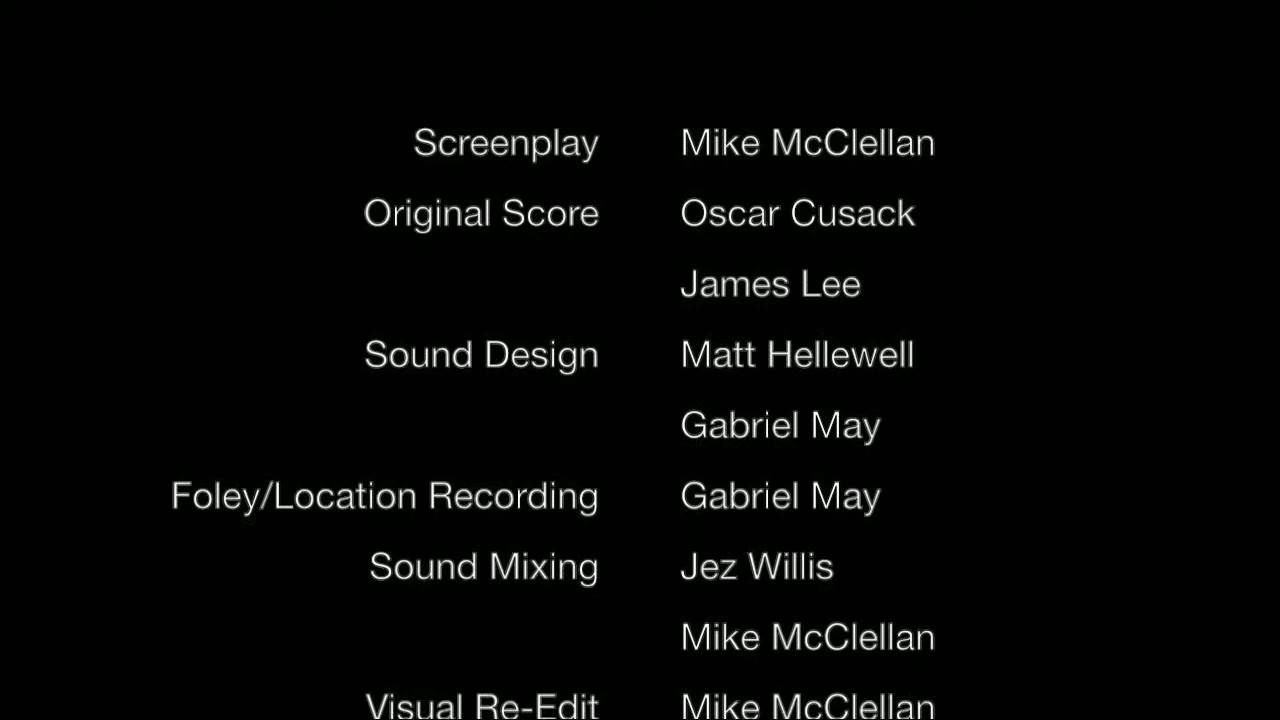 Screenplay Mike McClellan
Original Score Oscar Cusack
James Lee
Sound Design Matt Hellewell
Gabriel May
Foley/Location Recording Gabriel May
Sound Mixing Jez Willis
Mike McClellan
Visual Re-Edit Mike McClellan